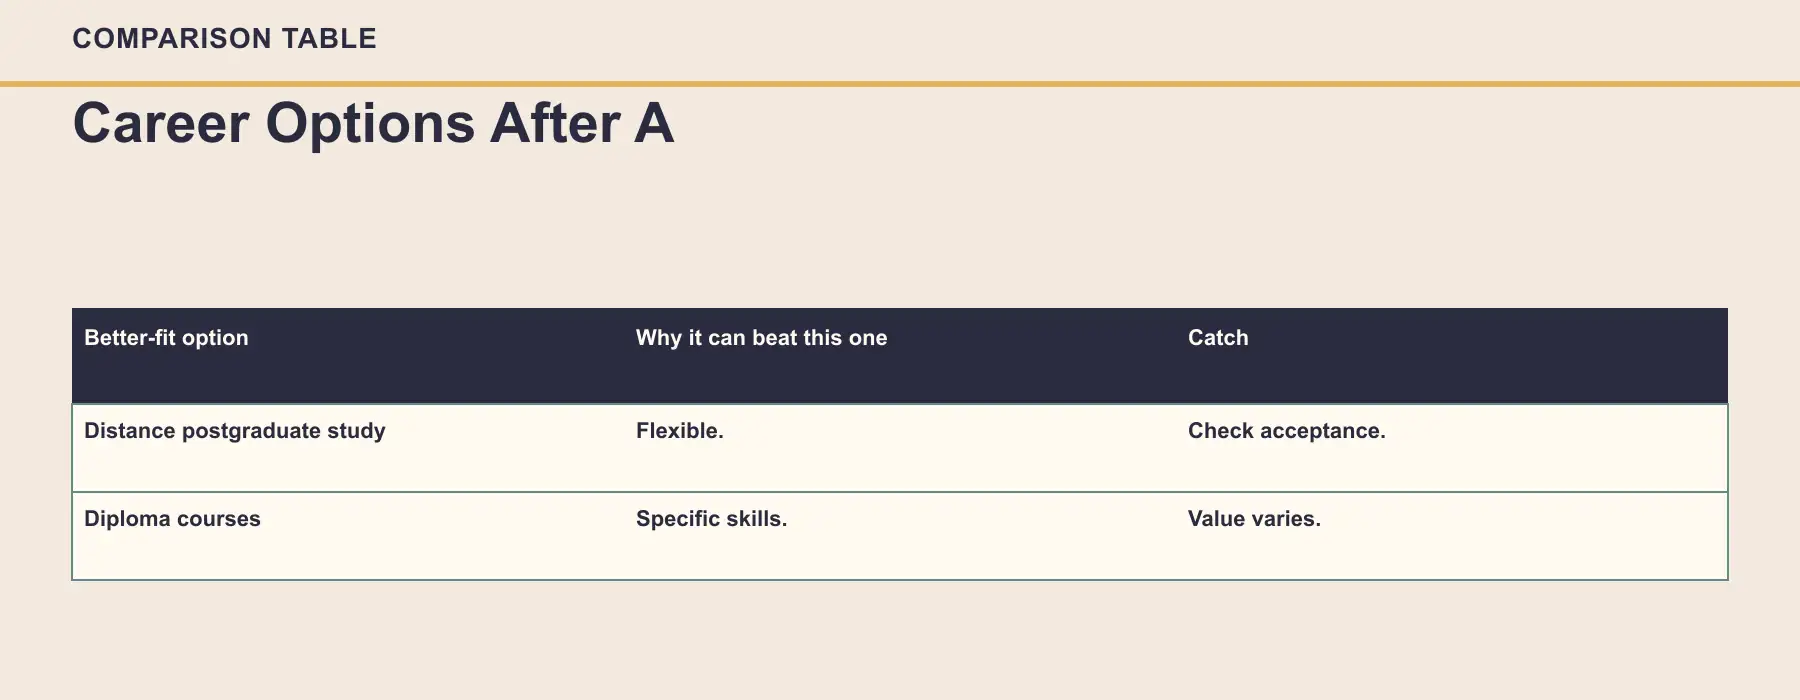 COMPARISON TABLE
Career Options After A
Better-fit option Why it can beat this one Catch
Distance postgraduate study Flexible. Check acceptance.
Diploma courses Specific skills. Value varies.